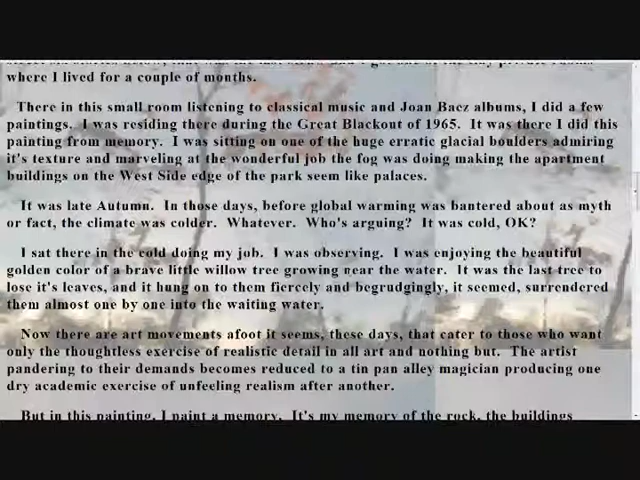 where I lived for a couple of months.
There in this small room listening to classical music and Joan Baez albums, I did a few
paintings. I was residing there during the Great Blackout of 1965. It was there I did this
painting from memory. I was sitting on one of the huge erratic glacial boulders admiring
it's texture and marveling at the wonderful job the fog was doing making the apartment
buildings on the West Side edge of the park seem like palaces.
It was late Autumn. In those days, before global warming was bantered about as myth
or fact, the climate was colder. Whatever. Who's arguing? It was cold, OK?
I sat there in the cold doing my job. I was observing. I was enjoying the beautiful
golden color of a brave little willow tree growing near the water. It was the last tree to
lose it's leaves, and it hung on to them fiercely and begrudgingly, it seemed, surrendered
them almost one by one into the waiting water.
Now there are art movements afoot it seems, these days, that cater to those who want
only the thoughtless exercise of realistic detail in all art and nothing but. The artist
pandering to their demands becomes reduced to a tin pan alley magician producing one
dry academic exercise of unfeeling realism after another.
But in this painting, I paint a memory. It's my memory of the rock, the buildings